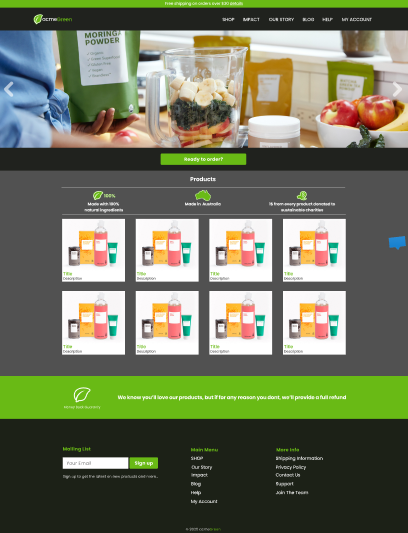 Free shipping on orders over $30 details
acmeGreen
SHOP IMPACT OUR STORY BLOG HELP MY ACCOUNT
Organic
MORINGA
POWDER
Ready to order?
Products
100%
Made with 100%
natural ingredients
Made in Australia
1$ from every product donated to
sustainable charities
Title
Description
Title
Description
Title
Description
Title
Description
Title
Description
Title
Description
Title
Description
Title
Description
We know you'll love our products, but if for any reason you dont, we'll provide a full refund
Mailing List
Your Email
Sign up
Sign up to get the latest on new products and more...
Main Menu
SHOP
Our Story
Impact
Blog
Help
My Account
More Info
Shipping Information
Privacy Policy
Contact Us
Support
Join The Team
© 2025 acmeGreen